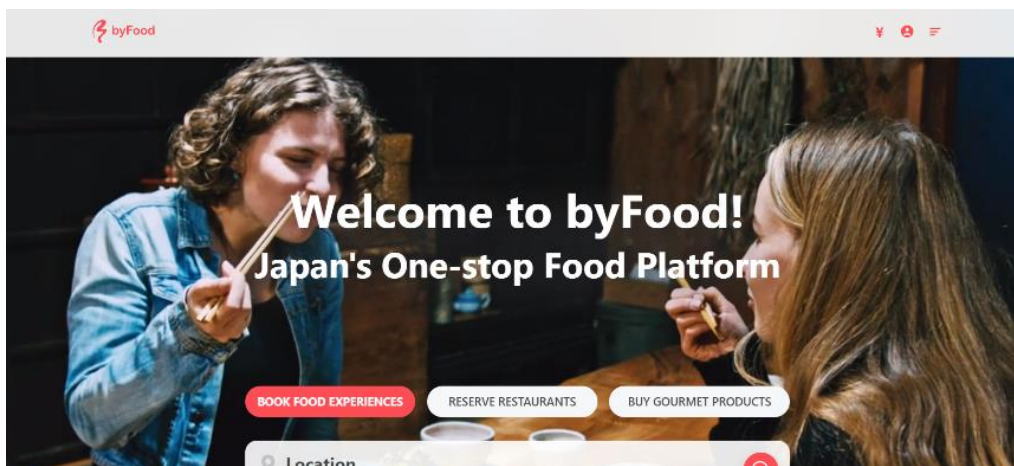 byFood
¥
Welcome to byFood!
Japan's One-stop Food Platform
BOOK FOOD EXPERIENCES
RESERVE RESTAURANTS
BUY GOURMET PRODUCTS
Location